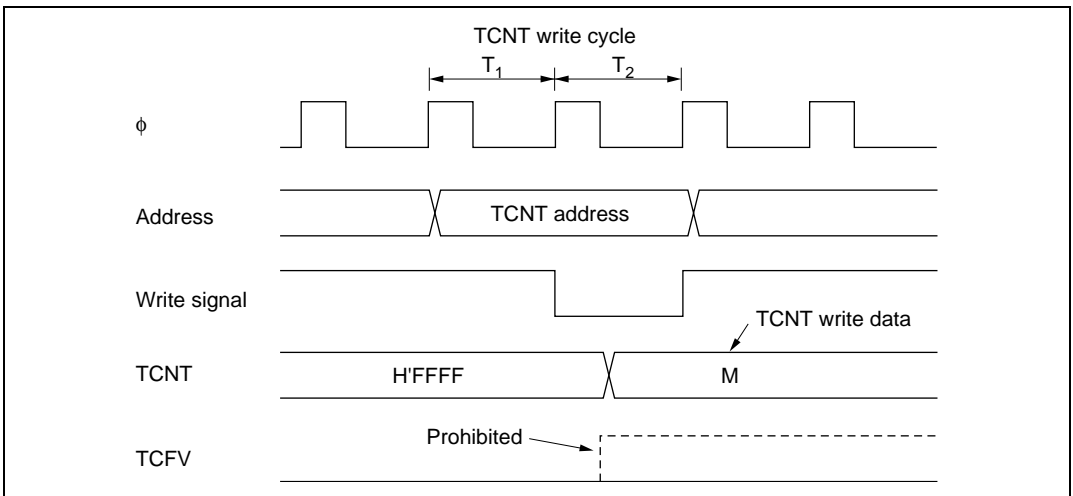 TCNT write cycle
T1 T2
ϕ
Address TCNT address
Write signal
TCNT write data
TCNT H'FFFF M
Prohibited
TCFV